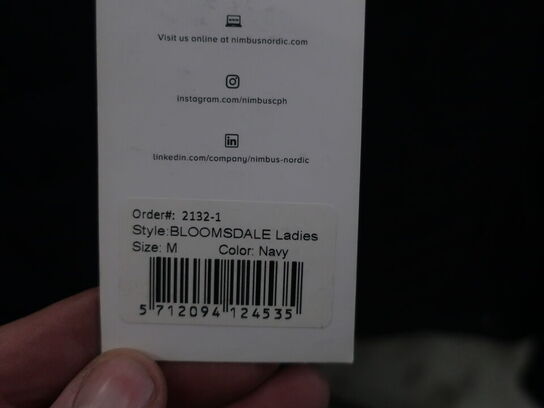 Visit us online at nimbusnordic.com
instagram.com/nimbuscph
in
linkedin.com/company/nimbus-nordic
Order#: 2132-1
Style:BLOOMSDALE Ladies
Size: M Color: Navy
5 712094 124535